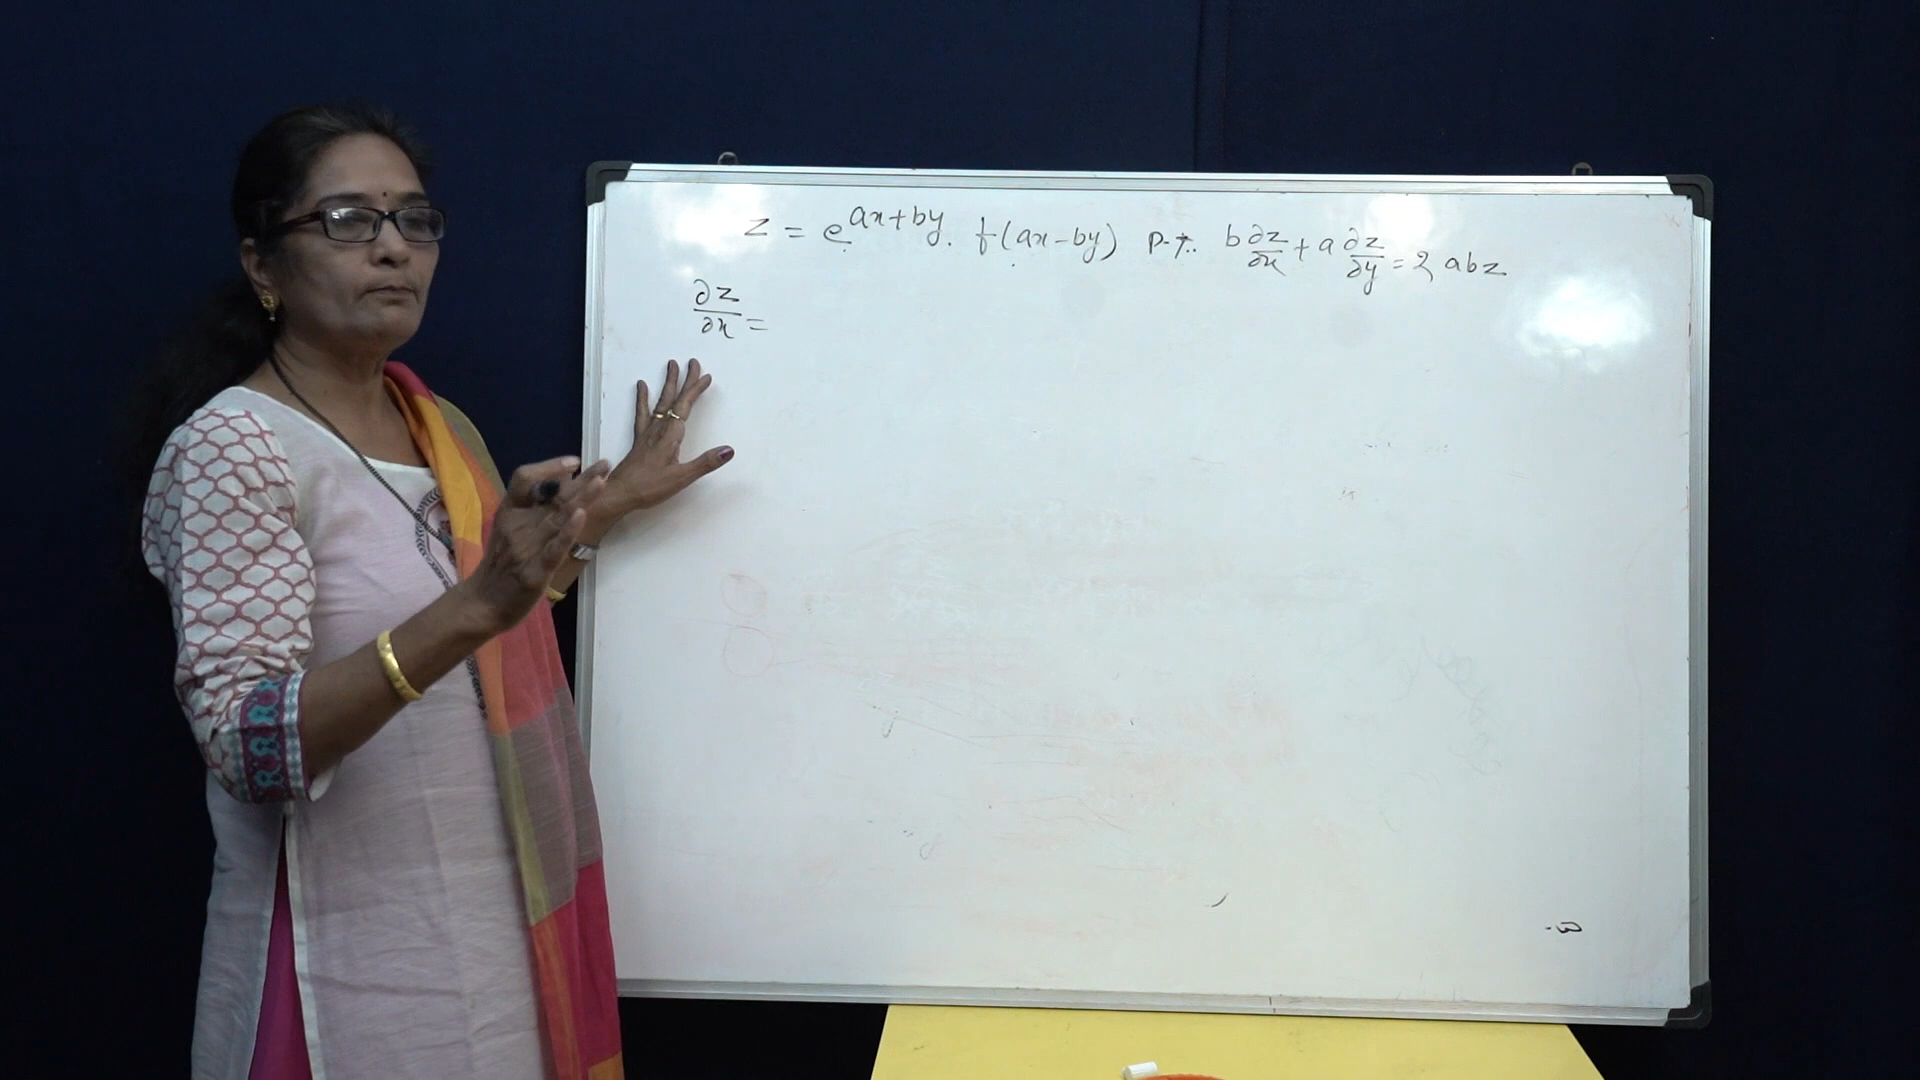 z = e^{ax+by}. f(ax-by) P.T. b ∂z/∂x + a ∂z/∂y = 2abz
∂z/∂x =